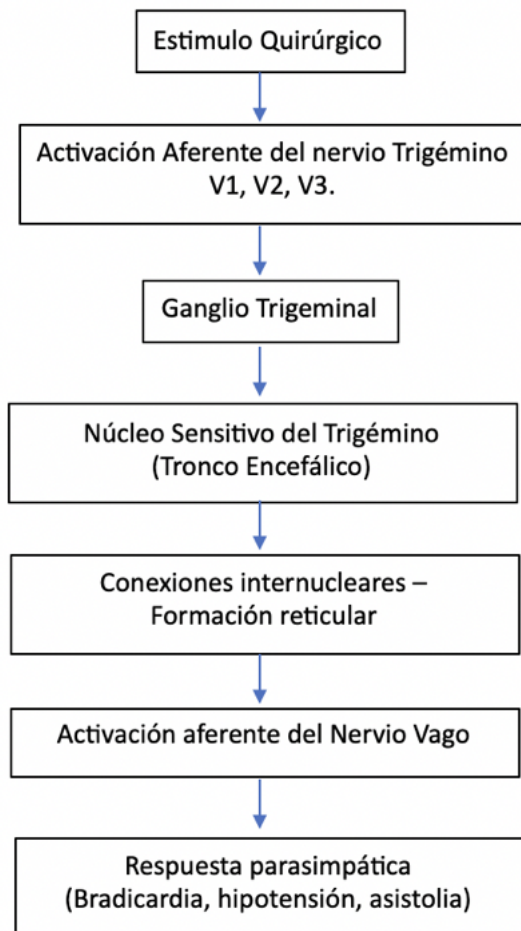 Estimulo Quirúrgico
Activación Aferente del nervio Trigémino
V1, V2, V3.
Ganglio Trigeminal
Núcleo Sensitivo del Trigémino
(Tronco Encefálico)
Conexiones internucleares –
Formación reticular
Activación aferente del Nervio Vago
Respuesta parasimpática
(Bradicardia, hipotensión, asistolia)